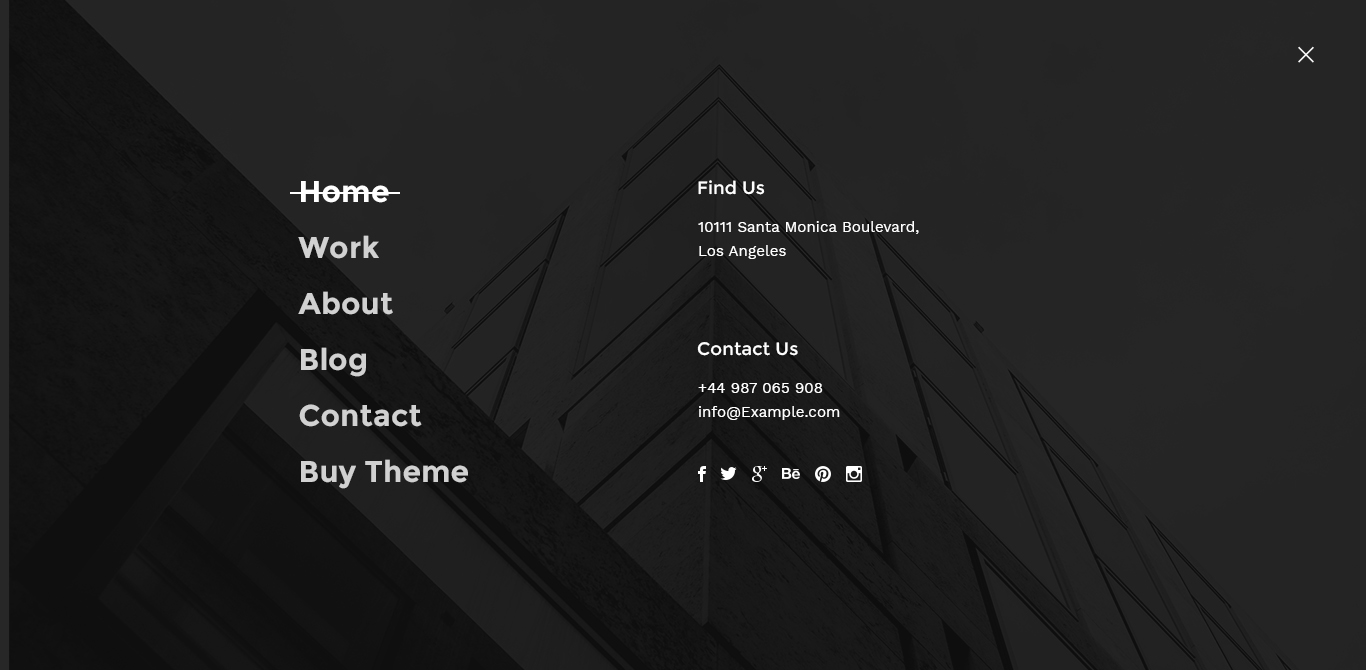 Home
Work
About
Blog
Contact
Buy Theme
Find Us
10111 Santa Monica Boulevard,
Los Angeles
Contact Us
+44 987 065 908
info@Example.com